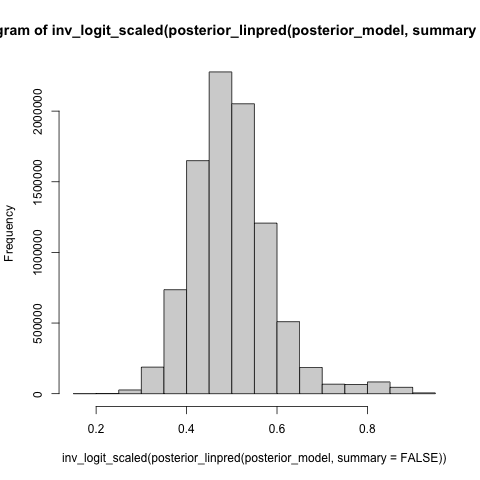 gram of inv_logit_scaled(posterior_linpred(posterior_model, summary
Frequency
2000000
1500000
1000000
500000
0
0.2 0.4 0.6 0.8
inv_logit_scaled(posterior_linpred(posterior_model, summary = FALSE))